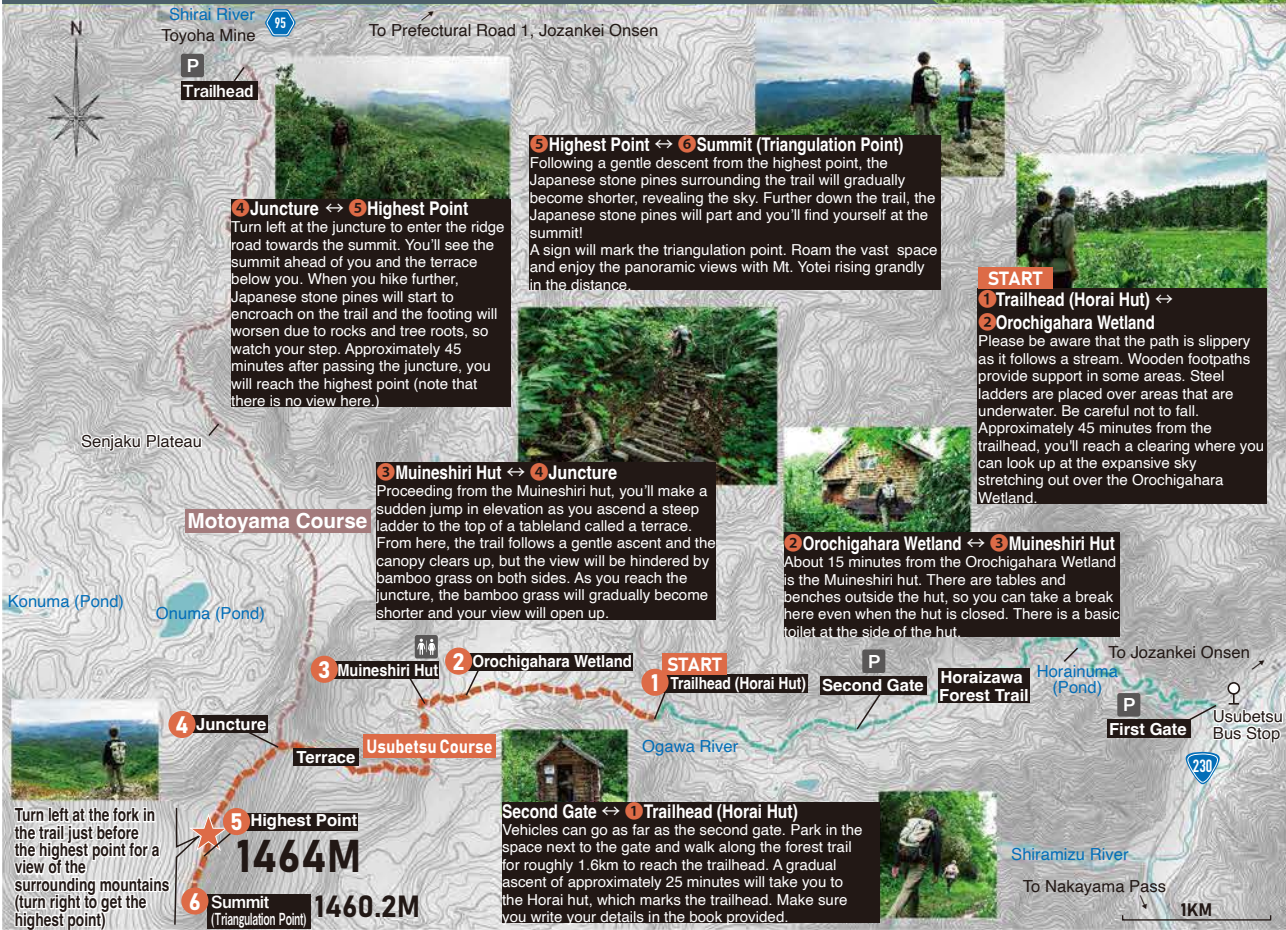 N
Shirai River
Toyoha Mine
95
To Prefectural Road 1, Jozankei Onsen
P
Trailhead
4 Juncture ↔ 5 Highest Point
Turn left at the juncture to enter the ridge
road towards the summit. You'll see the
summit ahead of you and the terrace
below you. When you hike further,
Japanese stone pines will start to
encroach on the trail and the footing will
worsen due to rocks and tree roots, so
watch your step. Approximately 45
minutes after passing the juncture, you
will reach the highest point (note that
there is no view here.)
5 Highest Point ↔ 6 Summit (Triangulation Point)
Following a gentle descent from the highest point, the
Japanese stone pines surrounding the trail will gradually
become shorter, revealing the sky. Further down the trail, the
Japanese stone pines will part and you'll find yourself at the
summit!
A sign will mark the triangulation point. Roam the vast space
and enjoy the panoramic views with Mt. Yotei rising grandly
in the distance.
START
1 Trailhead (Horai Hut) ↔
2 Orochigahara Wetland
Please be aware that the path is slippery
as it follows a stream. Wooden footpaths
provide support in some areas. Steel
ladders are placed over areas that are
underwater. Be careful not to fall.
Approximately 45 minutes from the
trailhead, you'll reach a clearing where you
can look up at the expansive sky
stretching out over the Orochigahara
Wetland.
Senjaku Plateau
3 Muineshiri Hut ↔ 4 Juncture
Proceeding from the Muineshiri hut, you'll make a
sudden jump in elevation as you ascend a steep
ladder to the top of a tableland called a terrace.
From here, the trail follows a gentle ascent and the
canopy clears up, but the view will be hindered by
bamboo grass on both sides. As you reach the
juncture, the bamboo grass will gradually become
shorter and your view will open up.
Motoyama Course
2 Orochigahara Wetland ↔ 3 Muineshiri Hut
About 15 minutes from the Orochigahara Wetland
is the Muineshiri hut. There are tables and
benches outside the hut, so you can take a break
here even when the hut is closed. There is a basic
toilet at the side of the hut.
Konuma (Pond)
Onuma (Pond)
3 Muineshiri Hut
2 Orochigahara Wetland
START
1 Trailhead (Horai Hut)
P
Second Gate
Horaizawa
Forest Trail
Horainuma
(Pond)
To Jozankei Onsen
P
First Gate
Usubetsu
Bus Stop
230
4 Juncture
Terrace
Usubetsu Course
Ogawa River
Turn left at the fork in
the trail just before
the highest point for a
view of the
surrounding mountains
(turn right to get the
highest point)
5 Highest Point
1464M
6 Summit
(Triangulation Point)
1460.2M
Second Gate ↔ 1 Trailhead (Horai Hut)
Vehicles can go as far as the second gate. Park in the
space next to the gate and walk along the forest trail
for roughly 1.6km to reach the trailhead. A gradual
ascent of approximately 25 minutes will take you to
the Horai hut, which marks the trailhead. Make sure
you write your details in the book provided.
Shiramizu River
To Nakayama Pass
1KM